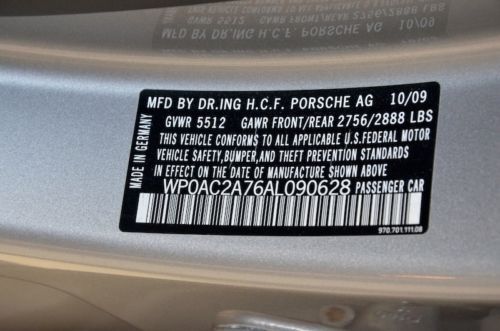 MFD BY DR.ING H.C.F. PORSCHE AG 10/09
GVWR 5512 GAWR FRONT/REAR 2756/2888 LBS
THIS VEHICLE CONFORMS TO ALL APPLICABLE U.S.FEDERAL MOTOR
VEHICLE SAFETY,BUMPER,AND THEFT PREVENTION STANDARDS
IN EFFECT ON THE DATE OF MANUFACTURE SHOWN ABOVE
WP0AC2A76AL090628 PASSENGER CAR
MADE IN GERMANY
970.701.111.08